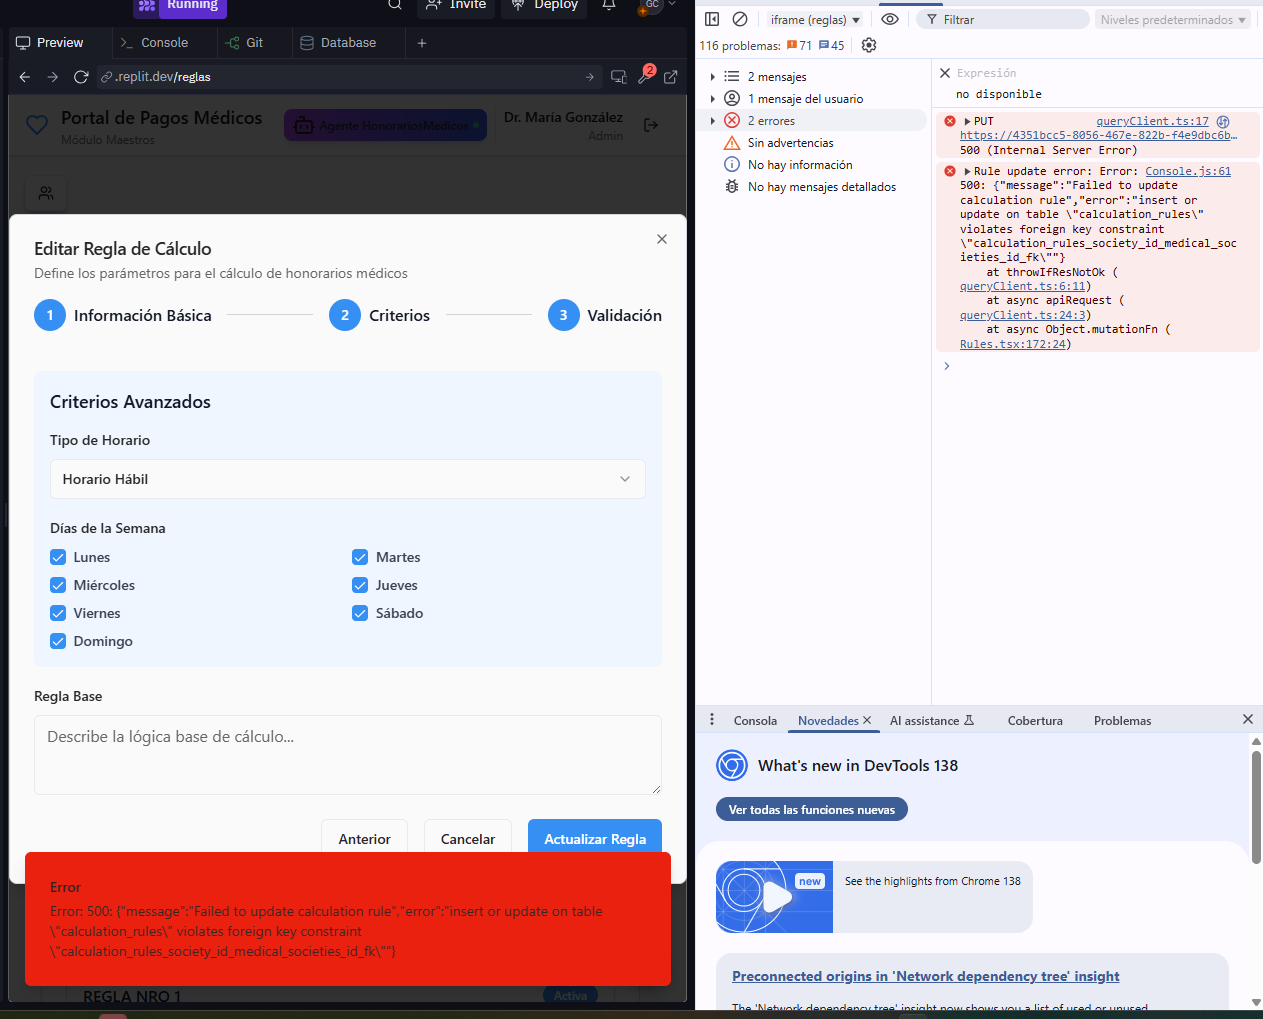 Running
Invite
Deploy
GC
Preview
Console
Git
Database
.replit.dev/reglas
2
Portal de Pagos Médicos
Módulo Maestros
Agente HonorariosMedicos
Dr. María González
Admin
Editar Regla de Cálculo
Define los parámetros para el cálculo de honorarios médicos
1 Información Básica
2 Criterios
3 Validación
Criterios Avanzados
Tipo de Horario
Horario Hábil
Días de la Semana
Lunes
Martes
Miércoles
Jueves
Viernes
Sábado
Domingo
Regla Base
Describe la lógica base de cálculo...
Anterior
Cancelar
Actualizar Regla
Error
Error: 500: {"message":"Failed to update calculation rule","error":"insert or update on table
\"calculation_rules\" violates foreign key constraint
\"calculation_rules_society_id_medical_societies_id_fk\""}
REGLA NRO 1
Activa
iframe (reglas)
Filtrar
Niveles predeterminados
116 problemas: 71 45
2 mensajes
1 mensaje del usuario
2 errores
Sin advertencias
No hay información
No hay mensajes detallados
Expresión
no disponible
PUT queryClient.ts:17
https://4351bcc5-8056-467e-822b-f4e9dbc6b…
500 (Internal Server Error)
Rule update error: Error: Console.js:61
500: {"message":"Failed to update
calculation rule","error":"insert or
update on table \"calculation_rules\"
violates foreign key constraint
\"calculation_rules_society_id_medical_soc
ieties_id_fk\""}
at throwIfResNotOk (
queryClient.ts:6:11)
at async apiRequest (
queryClient.ts:24:3)
at async Object.mutationFn (
Rules.tsx:172:24)
Consola
Novedades
AI assistance
Cobertura
Problemas
What's new in DevTools 138
Ver todas las funciones nuevas
new
See the highlights from Chrome 138
Preconnected origins in 'Network dependency tree' insight
The 'Network dependency tree' insight now shows you a list of used or unused